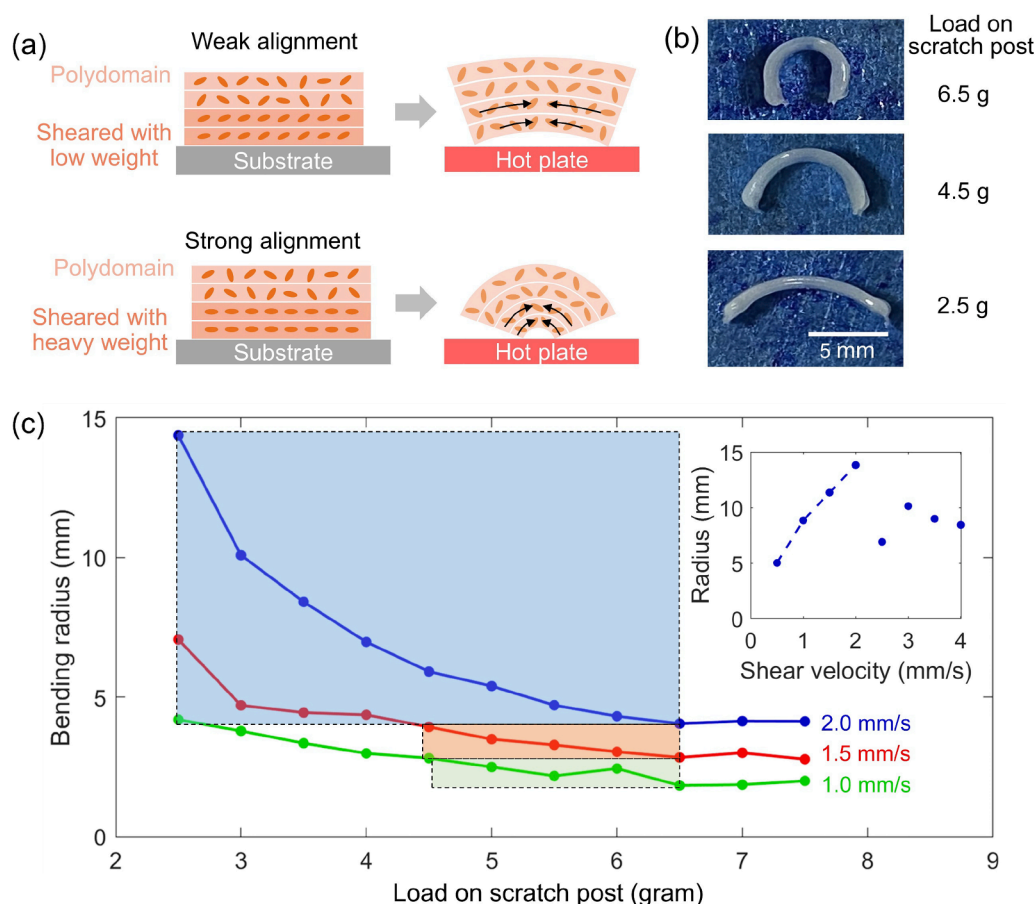 (a)
Weak alignment
Polydomain
Sheared with
low weight
Substrate
Hot plate
Strong alignment
Polydomain
Sheared with
heavy weight
Substrate
Hot plate
(b)
Load on
scratch post
6.5 g
4.5 g
2.5 g
5 mm
(c)
15
10
5
0
Bending radius (mm)
2 3 4 5 6 7 8 9
Load on scratch post (gram)
2.0 mm/s
1.5 mm/s
1.0 mm/s
15
10
5
0
Radius (mm)
0 1 2 3 4
Shear velocity (mm/s)